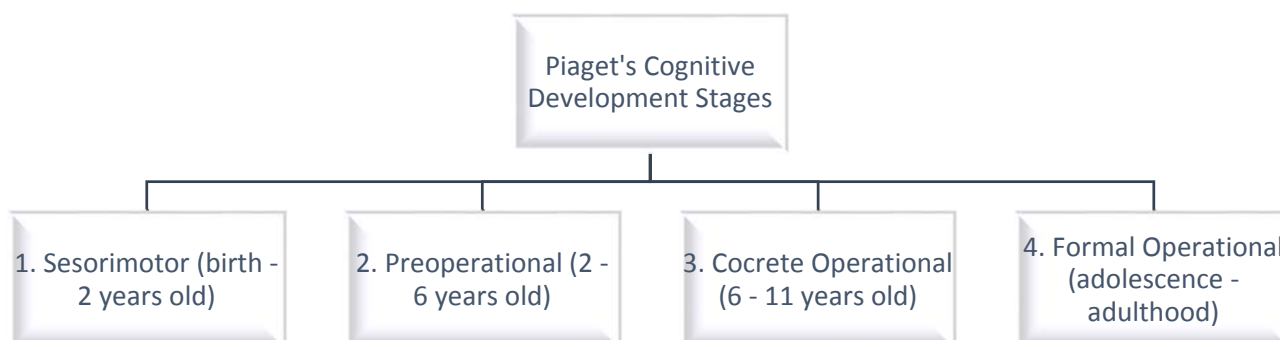 Piaget's Cognitive
Development Stages
1. Sesorimotor (birth -
2 years old)
2. Preoperational (2 -
6 years old)
3. Cocrete Operational
(6 - 11 years old)
4. Formal Operational
(adolescence -
adulthood)